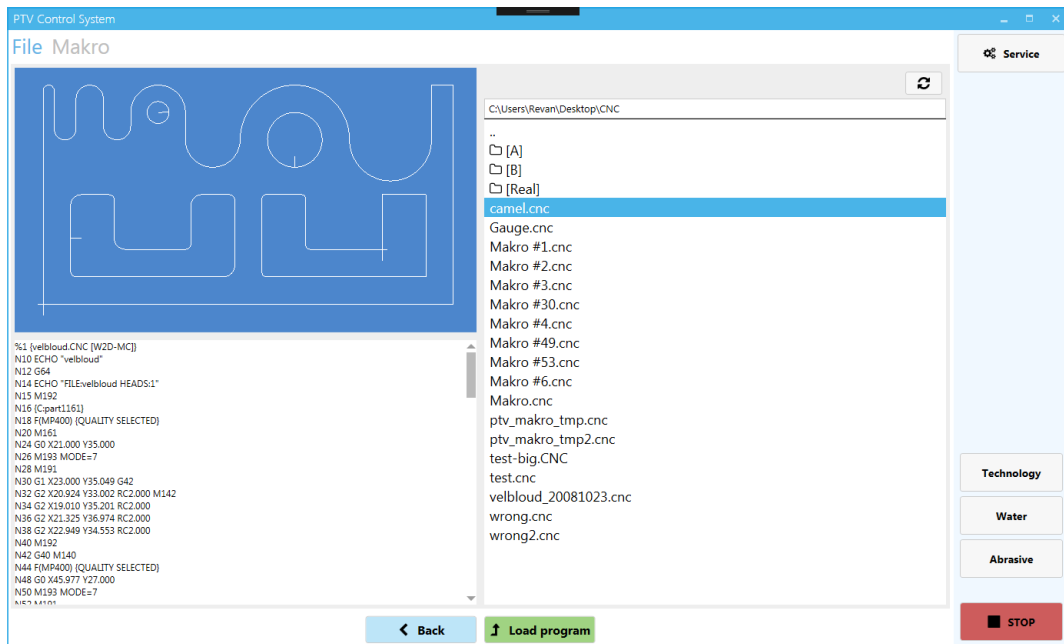 PTV Control System
File Makro
Service
C:\Users\Revan\Desktop\CNC
..
[A]
[B]
[Real]
camel.cnc
Gauge.cnc
Makro #1.cnc
Makro #2.cnc
Makro #3.cnc
Makro #30.cnc
Makro #4.cnc
Makro #49.cnc
Makro #53.cnc
Makro #6.cnc
Makro.cnc
ptv_makro_tmp.cnc
ptv_makro_tmp2.cnc
test-big.CNC
test.cnc
velbloud_20081023.cnc
wrong.cnc
wrong2.cnc
%1 {velbloud.CNC [W2D-MC]}
N10 ECHO "velbloud"
N12 G64
N14 ECHO "FILE:velbloud HEADS:1"
N15 M192
N16 {C:part1161}
N18 F(MP400) {QUALITY SELECTED}
N20 M161
N24 G0 X21.000 Y35.000
N26 M193 MODE=7
N28 M191
N30 G1 X23.000 Y35.049 G42
N32 G2 X20.924 Y33.002 RC2.000 M142
N34 G2 X19.010 Y35.201 RC2.000
N36 G2 X21.325 Y36.974 RC2.000
N38 G2 X22.949 Y34.553 RC2.000
N40 M192
N42 G40 M140
N44 F(MP400) {QUALITY SELECTED}
N48 G0 X45.977 Y27.000
N50 M193 MODE=7
N52 M191
Technology
Water
Abrasive
STOP
Back
Load program